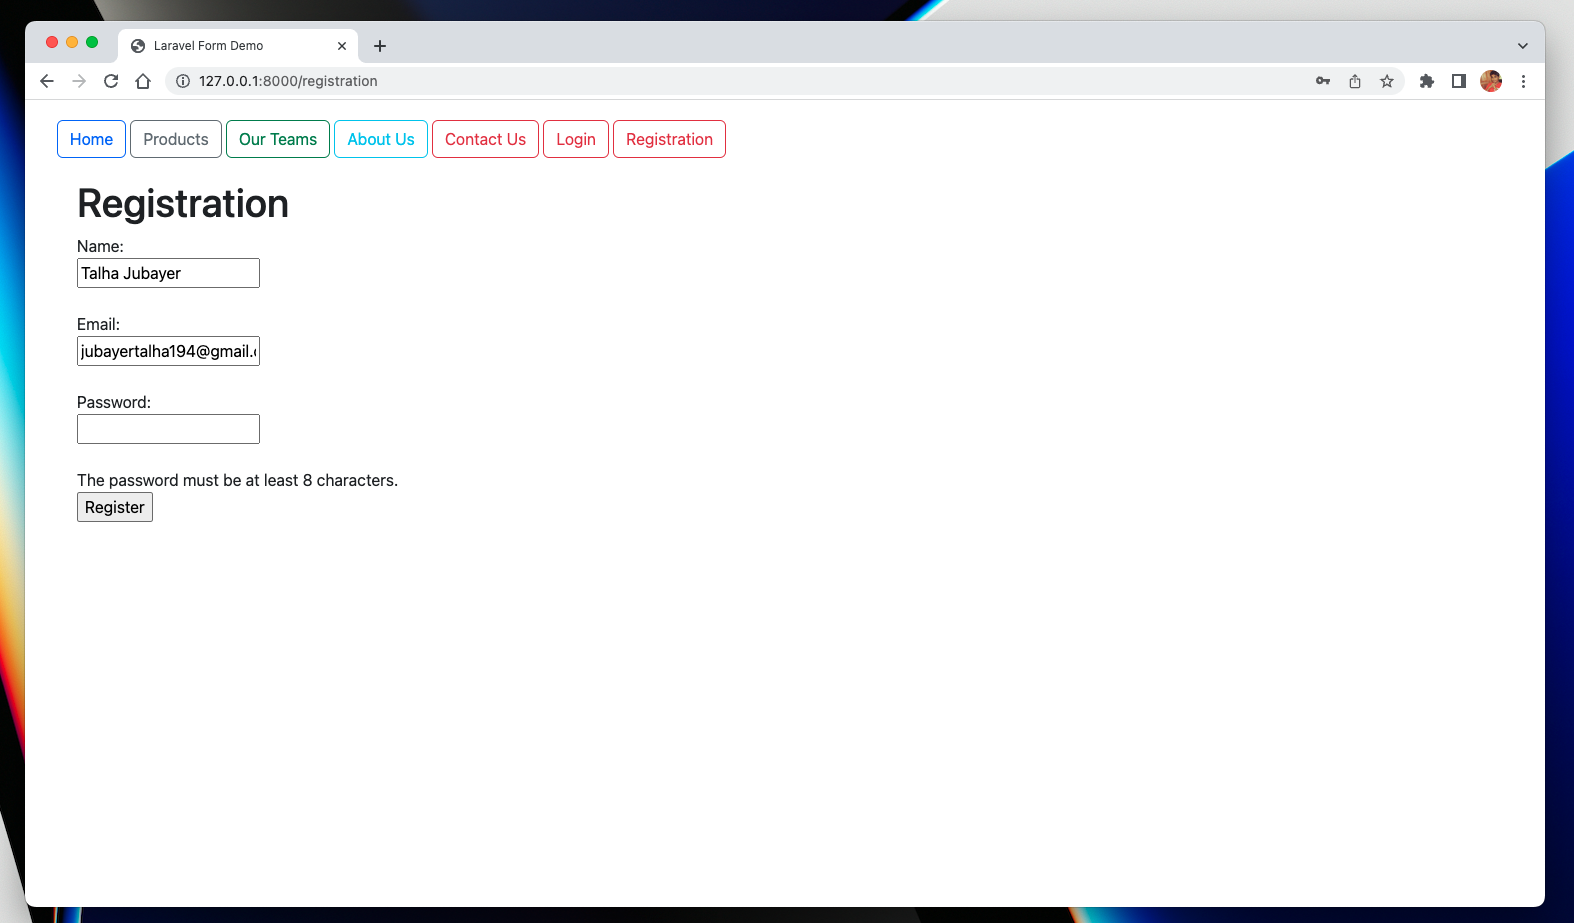 Laravel Form Demo
127.0.0.1:8000/registration
Home Products Our Teams About Us Contact Us Login Registration
Registration
Name:
Talha Jubayer
Email:
jubayertalha194@gmail.
Password:
The password must be at least 8 characters.
Register